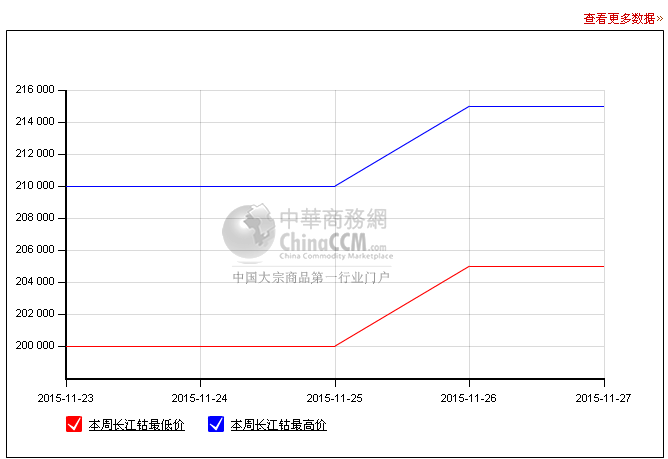 查看更多数据»
216 000
214 000
212 000
210 000
208 000
206 000
204 000
202 000
200 000
中華商務網
ChinaCCM.com
China Commodity Marketplace
中国大宗商品第一行业门户
2015-11-23 2015-11-24 2015-11-25 2015-11-26 2015-11-27
本周长江钴最低价 本周长江钴最高价